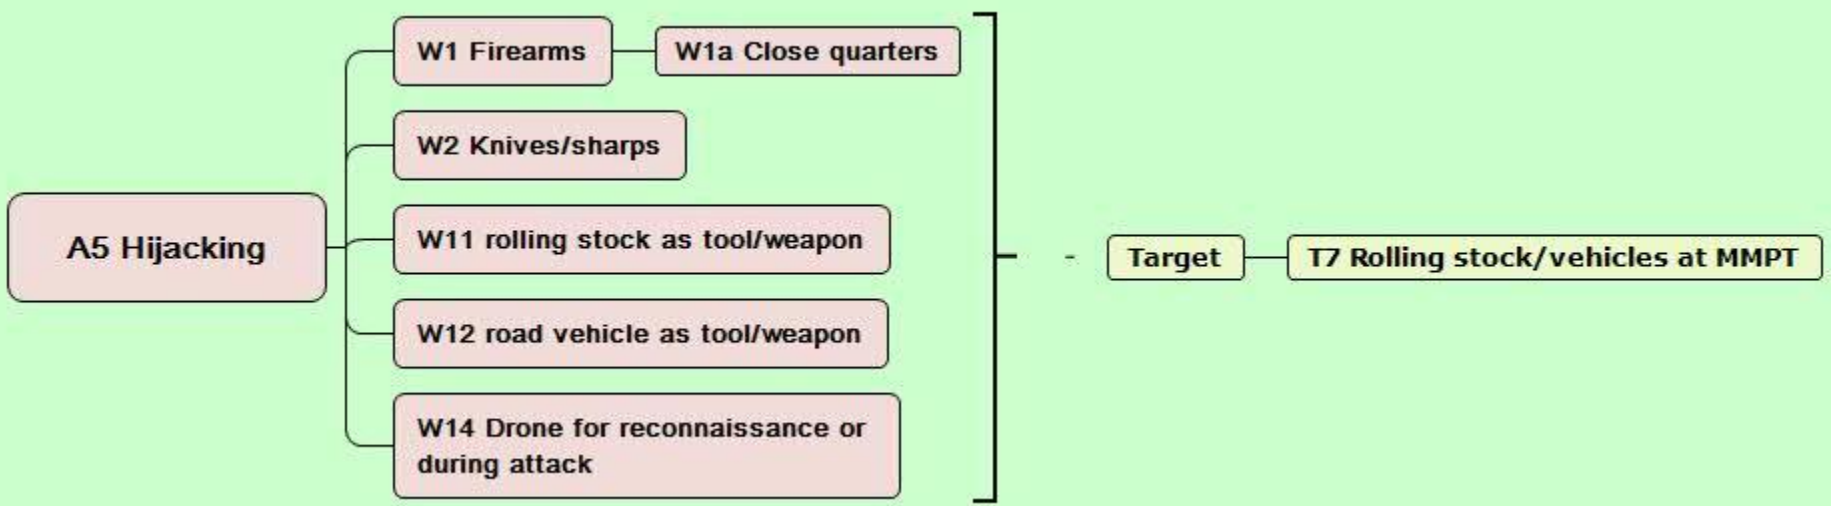 W1 Firearms
W1a Close quarters
W2 Knives/sharps
A5 Hijacking
W11 rolling stock as tool/weapon
- Target
T7 Rolling stock/vehicles at MMPT
W12 road vehicle as tool/weapon
W14 Drone for reconnaissance or
during attack